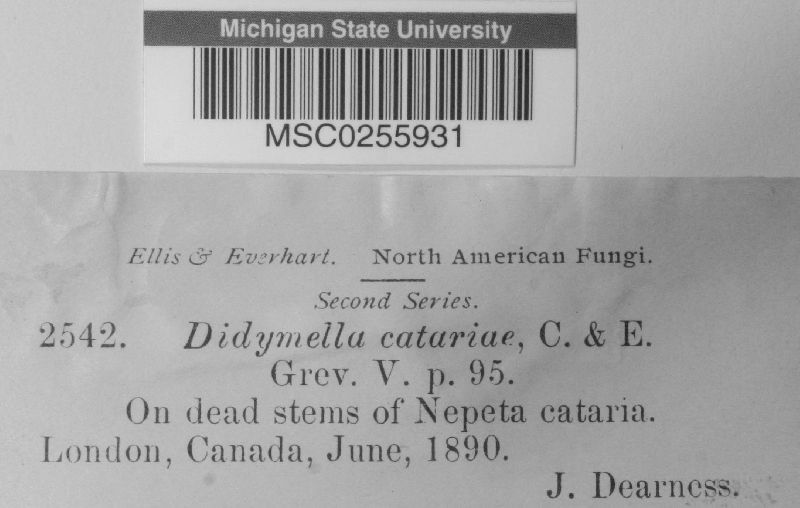 Michigan State University
MSC0255931
Ellis & Everhart. North American Fungi.
Second Series.
2542. Didymella catariae, C. & E.
Grev. V. p. 95.
On dead stems of Nepeta cataria.
London, Canada, June, 1890.
J. Dearness.